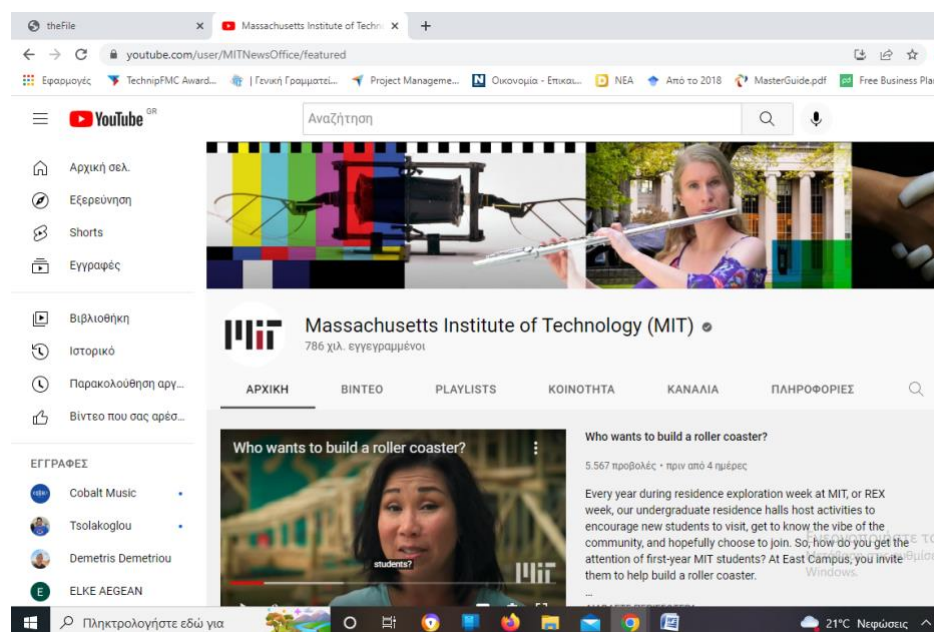 theFile
Massachusetts Institute of Techn
youtube.com/user/MITNewsOffice/featured
Εφαρμογές TechnipFMC Award... | Γενική Γραμματεί... Project Manageme... N Οικονομία - Επικαι... ΝΕΑ Από το 2018 MasterGuide.pdf Free Business Pla
YouTube GR
Αναζήτηση
Αρχική σελ.
Εξερεύνηση
Shorts
Εγγραφές
Βιβλιοθήκη
Ιστορικό
Παρακολούθηση αργ...
Βίντεο που σας αρέσ...
ΕΓΓΡΑΦΕΣ
Cobalt Music
Tsolakoglou
Demetris Demetriou
E ELKE AEGEAN
MIT
Massachusetts Institute of Technology (MIT)
786 χιλ. εγγεγραμμένοι
ΑΡΧΙΚΗ ΒΙΝΤΕΟ PLAYLISTS ΚΟΙΝΟΤΗΤΑ ΚΑΝΑΛΙΑ ΠΛΗΡΟΦΟΡΙΕΣ
Who wants to build a roller coaster?
students?
MIT
Who wants to build a roller coaster?
5.567 προβολές • πριν από 4 ημέρες
Every year during residence exploration week at MIT, or REX
week, our undergraduate residence halls host activities to
encourage new students to visit, get to know the vibe of the
community, and hopefully choose to join. So, how do you get the
attention of first-year MIT students? At East Campus, you invite
them to help build a roller coaster.
...
Windows.
Πληκτρολογήστε εδώ για
21°C Νεφώσεις